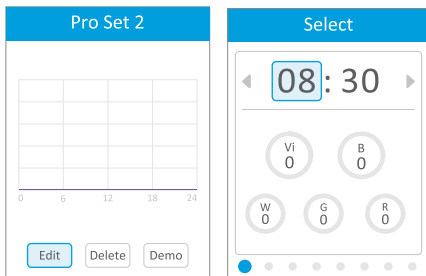 Pro Set 2
0 6 12 18 24
Edit Delete Demo
Select
08 : 30
Vi
0
B
0
W
0
G
0
R
0